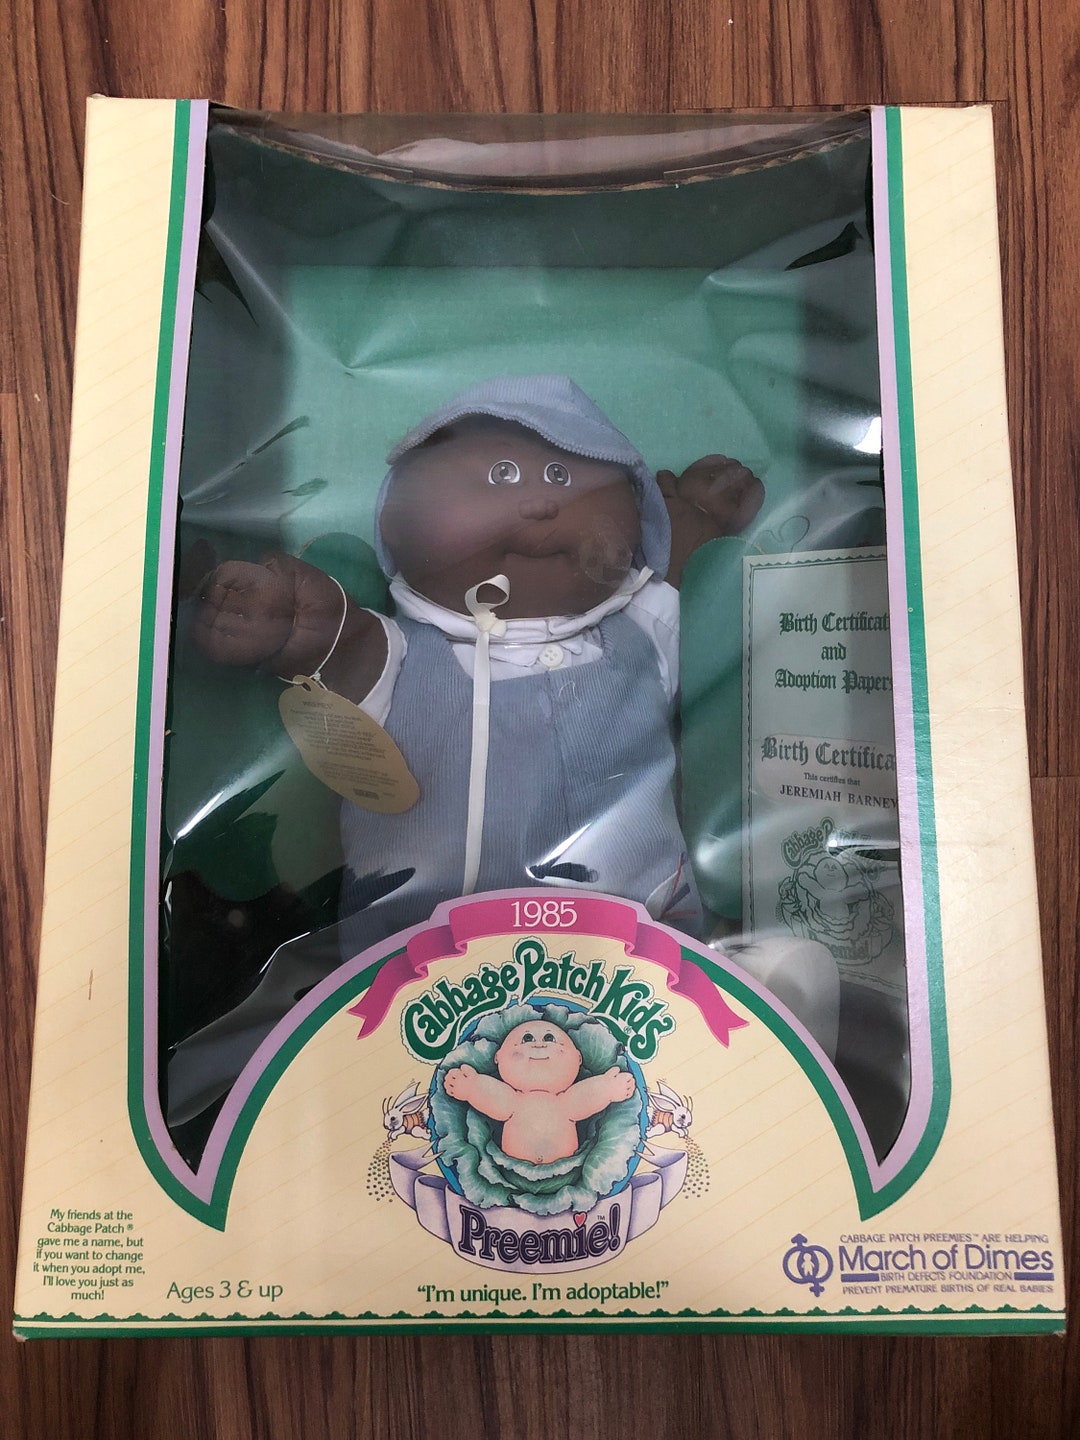 Birth Certificat
and
Adoption Papers
Birth Certifica
This certifies that
JEREMIAH BARNEY
Cabbage P
1985
Cabbage Patch Kids®
Preemie!™
My friends at the
Cabbage Patch ®
gave me a name, but
if you want to change
it when you adopt me,
I'll love you just as
much!
Ages 3 & up
"I'm unique. I'm adoptable!"
CABBAGE PATCH PREEMIES™ ARE HELPING
March of Dimes
BIRTH DEFECTS FOUNDATION
PREVENT PREMATURE BIRTHS OF REAL BABIES